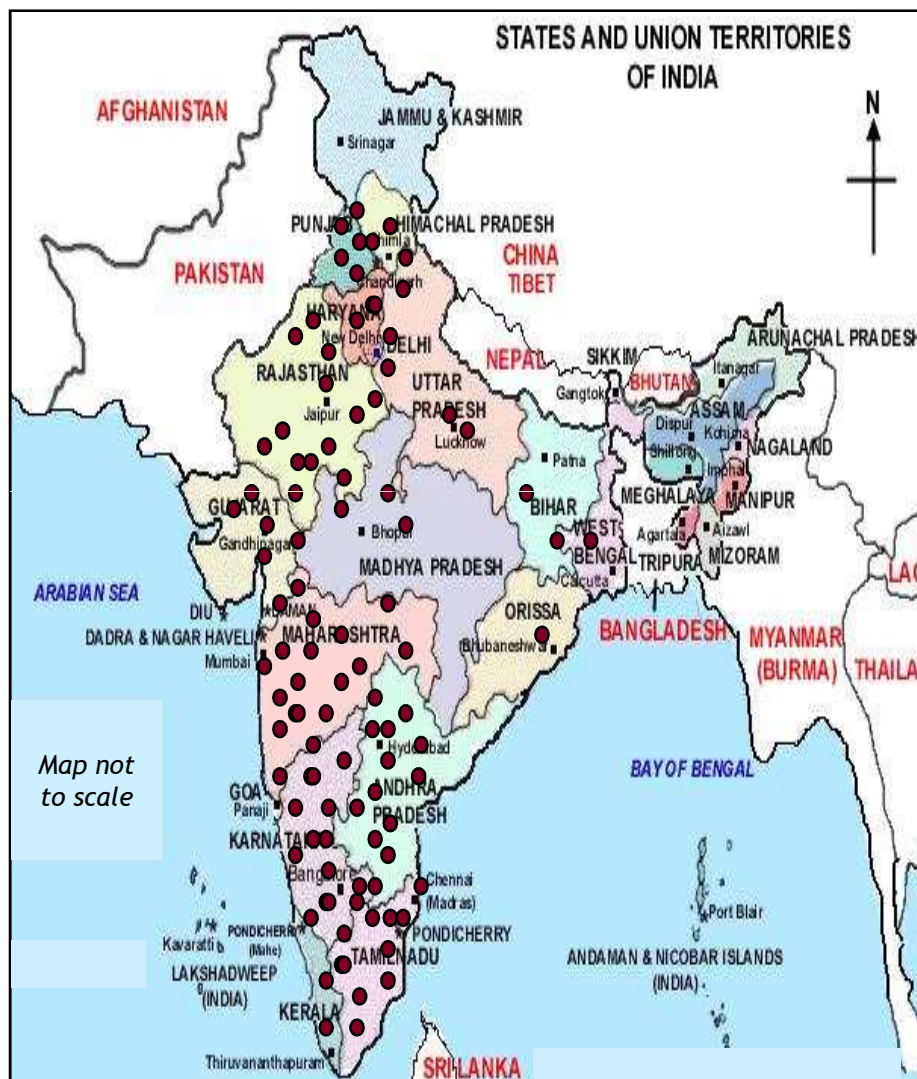 STATES AND UNION TERRITORIES
OF INDIA
N
AFGHANISTAN
JAMMU & KASHMIR
Srinagar
HIMACHAL PRADESH
CHINA
TIBET
PAKISTAN
HARYANA
New Delhi
DELHI
NEPAL
SIKKIM
Gangtok
BHUTAN
ARUNACHAL PRADESH
Itanagar
RAJASTHAN
Jaipur
UTTAR
PRADESH
Lucknow
ASSAM
Dispur
Kohima
NAGALAND
Shillong
Imphal
MEGHALAYA
MANIPUR
Patna
BIHAR
GUJARAT
Gandhinagar
Bhopal
MADHYA PRADESH
WEST
BENGAL
Calcutta
Agartala
Aizawl
TRIPURA
MIZORAM
LAO
ARABIAN SEA
DIU
DAMAN
DADRA & NAGAR HAVELI
MAHARASHTRA
Mumbai
ORISSA
Bhubaneshwar
BANGLADESH
MYANMAR
(BURMA)
THAILA
Map not
to scale
Hyderabad
BAY OF BENGAL
GOA
Panaji
ANDHRA
PRADESH
Bangalore
Chennai
(Madras)
Kavaratti
PONDICHERRY
(Mahe)
PONDICHERRY
LAKSHADWEEP
(INDIA)
TAMILNADU
Port Blair
ANDAMAN & NICOBAR ISLANDS
(INDIA)
KERALA
Thiruvananthapuram
SRI LANKA